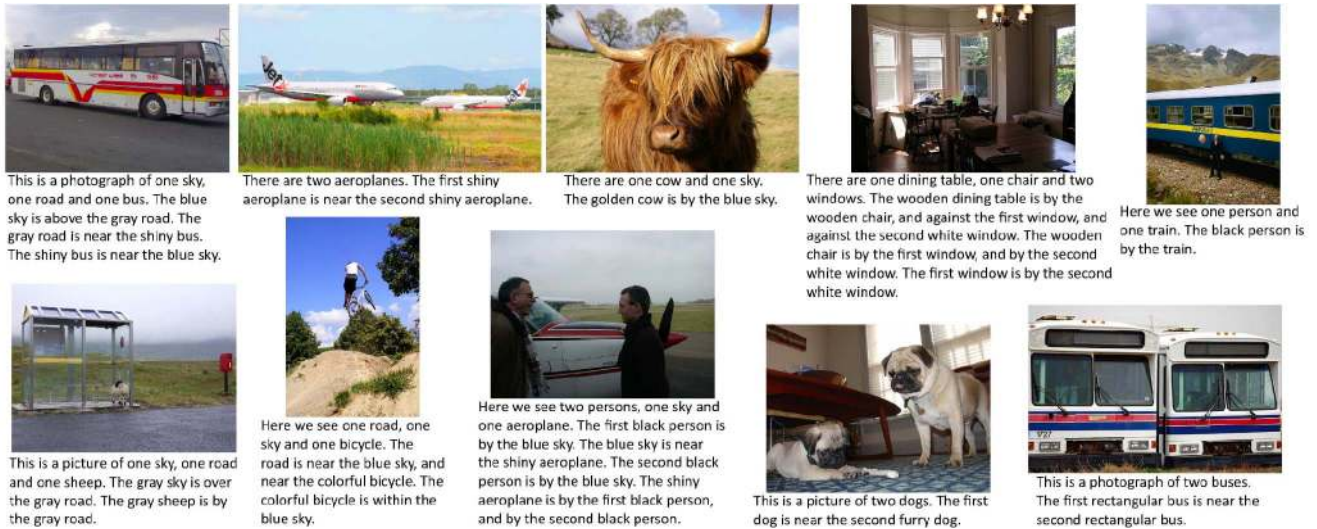 This is a photograph of one sky,
one road and one bus. The blue
sky is above the gray road. The
gray road is near the shiny bus.
The shiny bus is near the blue sky.
There are two aeroplanes. The first shiny
aeroplane is near the second shiny aeroplane.
There are one cow and one sky.
The golden cow is by the blue sky.
There are one dining table, one chair and two
windows. The wooden dining table is by the
wooden chair, and against the first window, and
against the second white window. The wooden
chair is by the first window, and by the second
white window. The first window is by the second
white window.
Here we see one person and
one train. The black person is
by the train.
This is a picture of one sky, one road
and one sheep. The gray sky is over
the gray road. The gray sheep is by
the gray road.
Here we see one road, one
sky and one bicycle. The
road is near the blue sky, and
near the colorful bicycle. The
colorful bicycle is within the
blue sky.
Here we see two persons, one sky and
one aeroplane. The first black person is
by the blue sky. The blue sky is near
the shiny aeroplane. The second black
person is by the blue sky. The shiny
aeroplane is by the first black person,
and by the second black person.
This is a picture of two dogs. The first
dog is near the second furry dog.
927
This is a photograph of two buses.
The first rectangular bus is near the
second rectangular bus.